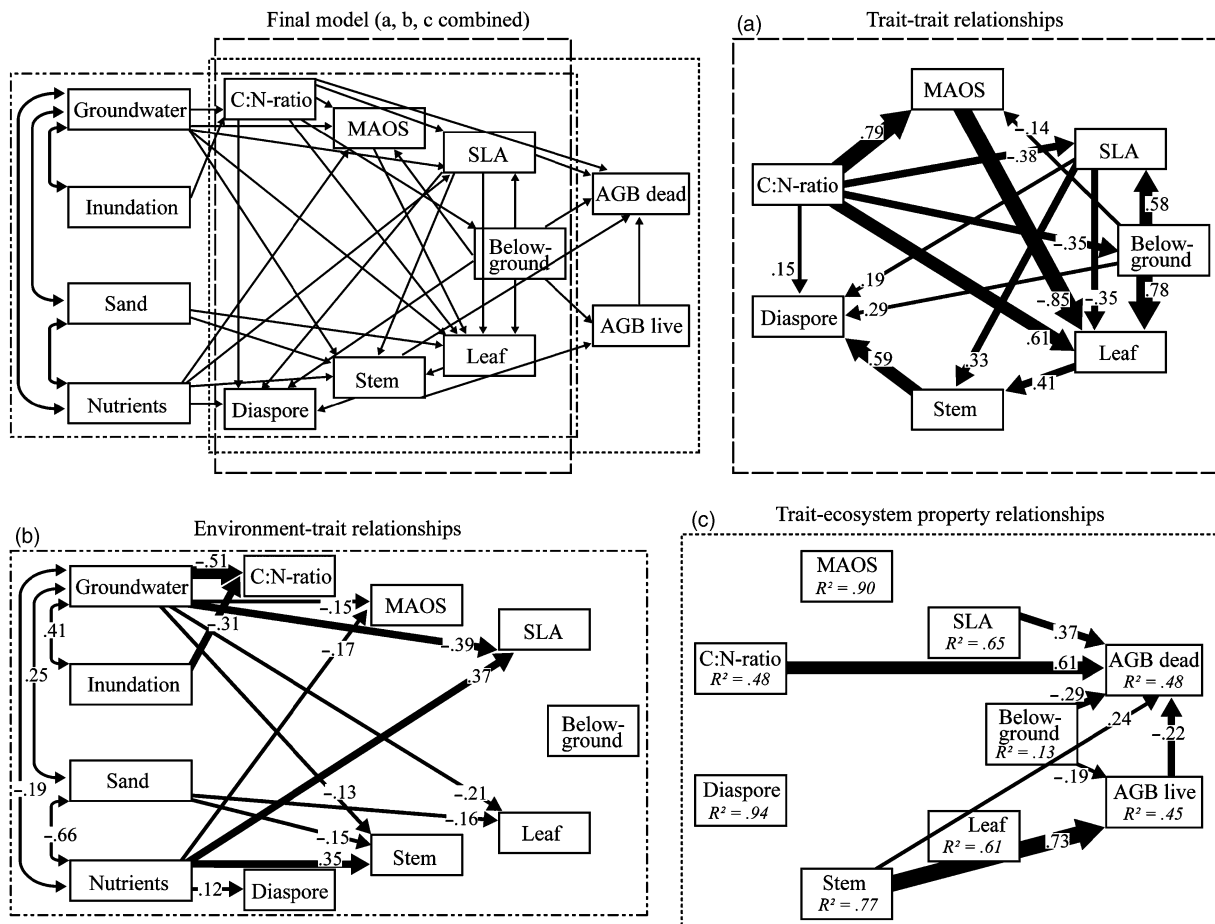 Final model (a, b, c combined)
Groundwater
Inundation
Sand
Nutrients
C:N-ratio
MAOS
SLA
Below-
ground
Leaf
Stem
Diaspore
AGB dead
AGB live
(a)
Trait-trait relationships
MAOS
SLA
C:N-ratio
Below-
ground
Diaspore
Leaf
Stem
.79
-.14
-.38
.58
-.35
.15
.19
.29
.78
-.85
-.35
.61
.33
.59
.41
(b)
Environment-trait relationships
Groundwater
Inundation
Sand
Nutrients
C:N-ratio
MAOS
SLA
Below-
ground
Leaf
Stem
Diaspore
-.51
-.15
-.31
-.17
-.39
.37
.41
.25
-.19
-.66
-.13
-.21
-.16
-.15
.35
-.12
(c)
Trait-ecosystem property relationships
MAOS
R² = .90
SLA
R² = .65
C:N-ratio
R² = .48
AGB dead
R² = .48
Below-
ground
R² = .13
Diaspore
R² = .94
AGB live
R² = .45
Leaf
R² = .61
Stem
R² = .77
.37
.61
-.29
.24
-.22
-.19
.73